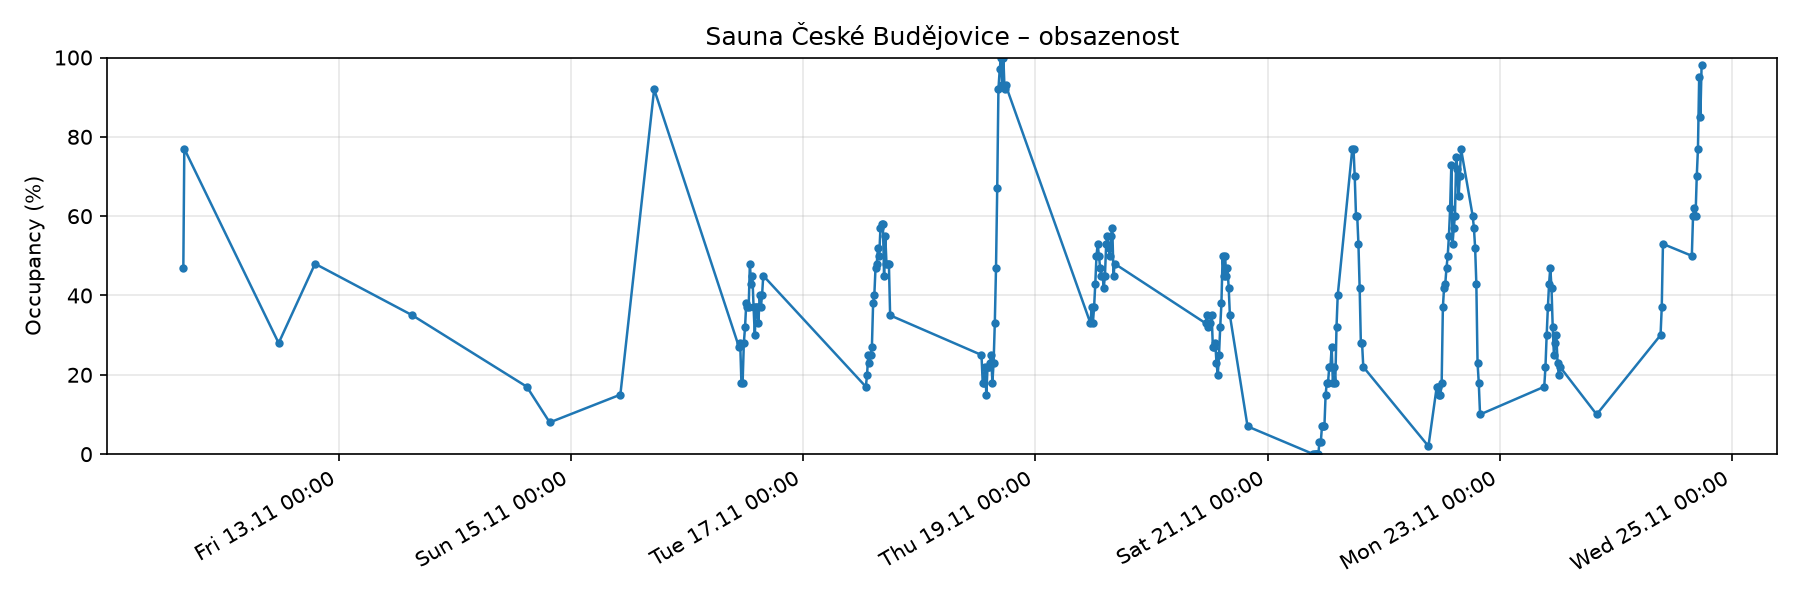 Sauna České Budějovice – obsazenost
Occupancy (%)
100
80
60
40
20
0
Fri 13.11 00:00
Sun 15.11 00:00
Tue 17.11 00:00
Thu 19.11 00:00
Sat 21.11 00:00
Mon 23.11 00:00
Wed 25.11 00:00